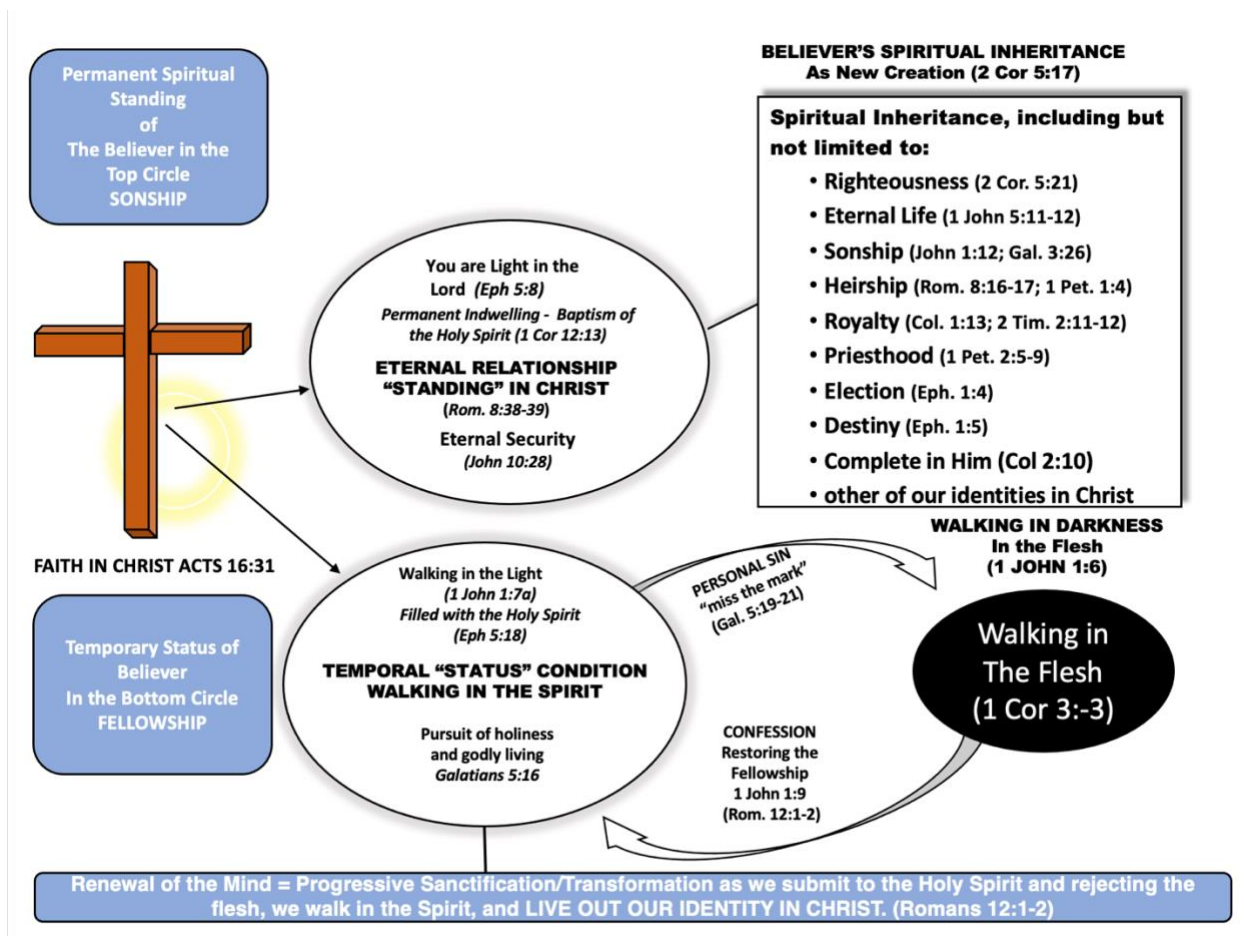 Permanent Spiritual
Standing
of
The Believer in the
Top Circle
SONSHIP
BELIEVER'S SPIRITUAL INHERITANCE
As New Creation (2 Cor 5:17)
Spiritual Inheritance, including but
not limited to:
• Righteousness (2 Cor. 5:21)
• Eternal Life (1 John 5:11-12)
• Sonship (John 1:12; Gal. 3:26)
• Heirship (Rom. 8:16-17; 1 Pet. 1:4)
• Royalty (Col. 1:13; 2 Tim. 2:11-12)
• Priesthood (1 Pet. 2:5-9)
• Election (Eph. 1:4)
• Destiny (Eph. 1:5)
• Complete in Him (Col 2:10)
• other of our identities in Christ
You are Light in the
Lord (Eph 5:8)
Permanent Indwelling - Baptism of
the Holy Spirit (1 Cor 12:13)
ETERNAL RELATIONSHIP
“STANDING” IN CHRIST
(Rom. 8:38-39)
Eternal Security
(John 10:28)
FAITH IN CHRIST ACTS 16:31
Temporary Status of
Believer
In the Bottom Circle
FELLOWSHIP
Walking in the Light
(1 John 1:7a)
Filled with the Holy Spirit
(Eph 5:18)
TEMPORAL “STATUS” CONDITION
WALKING IN THE SPIRIT
Pursuit of holiness
and godly living
Galatians 5:16
PERSONAL SIN
“miss the mark”
(Gal. 5:19-21)
WALKING IN DARKNESS
In the Flesh
(1 JOHN 1:6)
Walking in
The Flesh
(1 Cor 3:-3)
CONFESSION
Restoring the
Fellowship
1 John 1:9
(Rom. 12:1-2)
Renewal of the Mind = Progressive Sanctification/Transformation as we submit to the Holy Spirit and rejecting the
flesh, we walk in the Spirit, and LIVE OUT OUR IDENTITY IN CHRIST. (Romans 12:1-2)